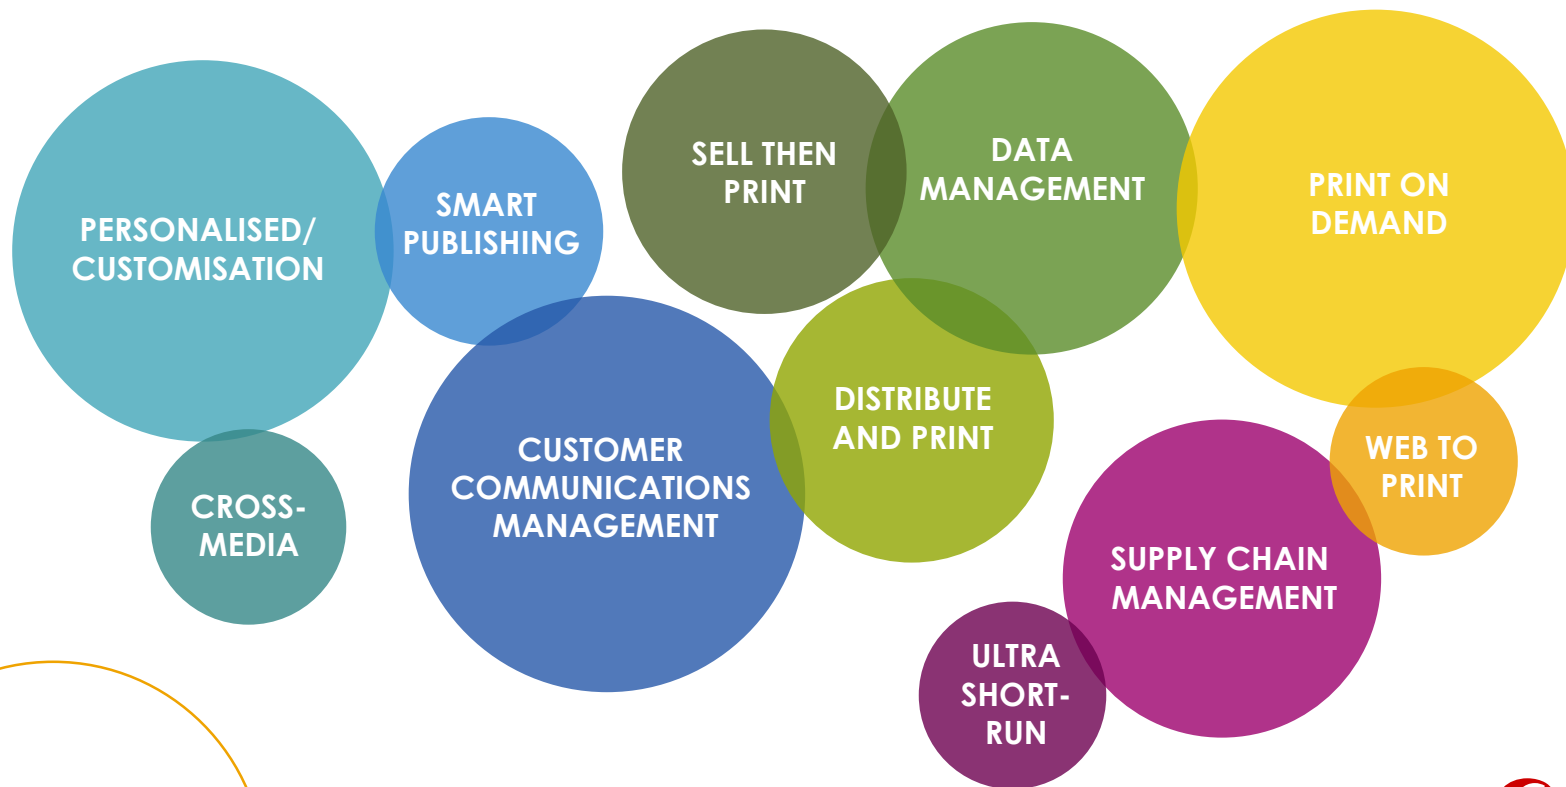 PERSONALISED/
CUSTOMISATION
SMART
PUBLISHING
SELL THEN
PRINT
DATA
MANAGEMENT
PRINT ON
DEMAND
CROSS-
MEDIA
CUSTOMER
COMMUNICATIONS
MANAGEMENT
DISTRIBUTE
AND PRINT
WEB TO
PRINT
SUPPLY CHAIN
MANAGEMENT
ULTRA
SHORT-
RUN